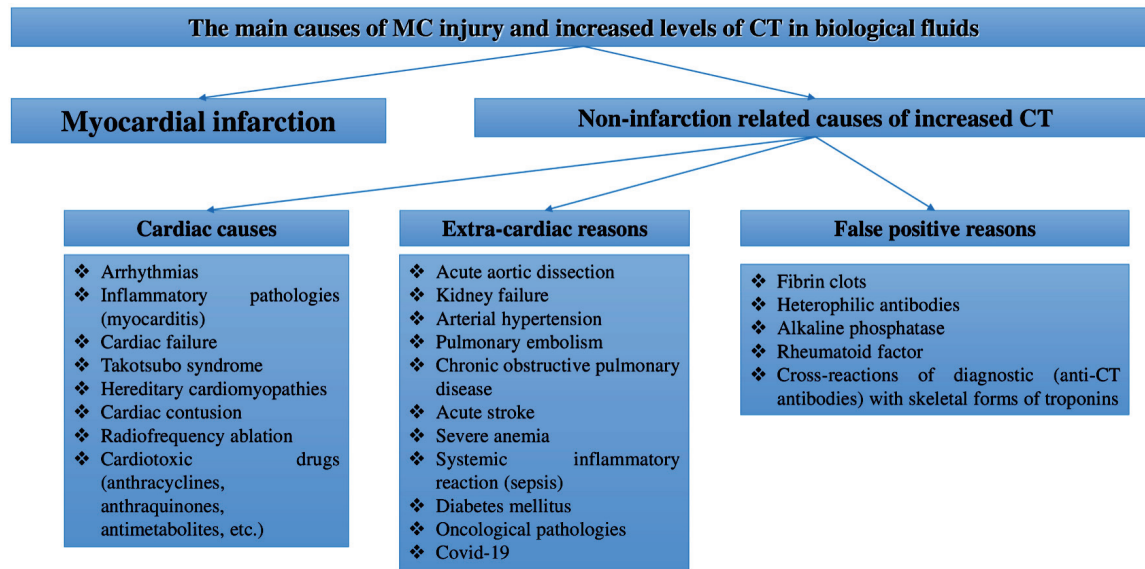 The main causes of MC injury and increased levels of CT in biological fluids
Myocardial infarction
Non-infarction related causes of increased CT
Cardiac causes
❖ Arrhythmias
❖ Inflammatory pathologies
(myocarditis)
❖ Cardiac failure
❖ Takotsubo syndrome
❖ Hereditary cardiomyopathies
❖ Cardiac contusion
❖ Radiofrequency ablation
❖ Cardiotoxic drugs
(anthracyclines,
anthraquinones,
antimetabolites, etc.)
Extra-cardiac reasons
❖ Acute aortic dissection
❖ Kidney failure
❖ Arterial hypertension
❖ Pulmonary embolism
❖ Chronic obstructive pulmonary
disease
❖ Acute stroke
❖ Severe anemia
❖ Systemic inflammatory
reaction (sepsis)
❖ Diabetes mellitus
❖ Oncological pathologies
❖ Covid-19
False positive reasons
❖ Fibrin clots
❖ Heterophilic antibodies
❖ Alkaline phosphatase
❖ Rheumatoid factor
❖ Cross-reactions of diagnostic (anti-CT
antibodies) with skeletal forms of troponins